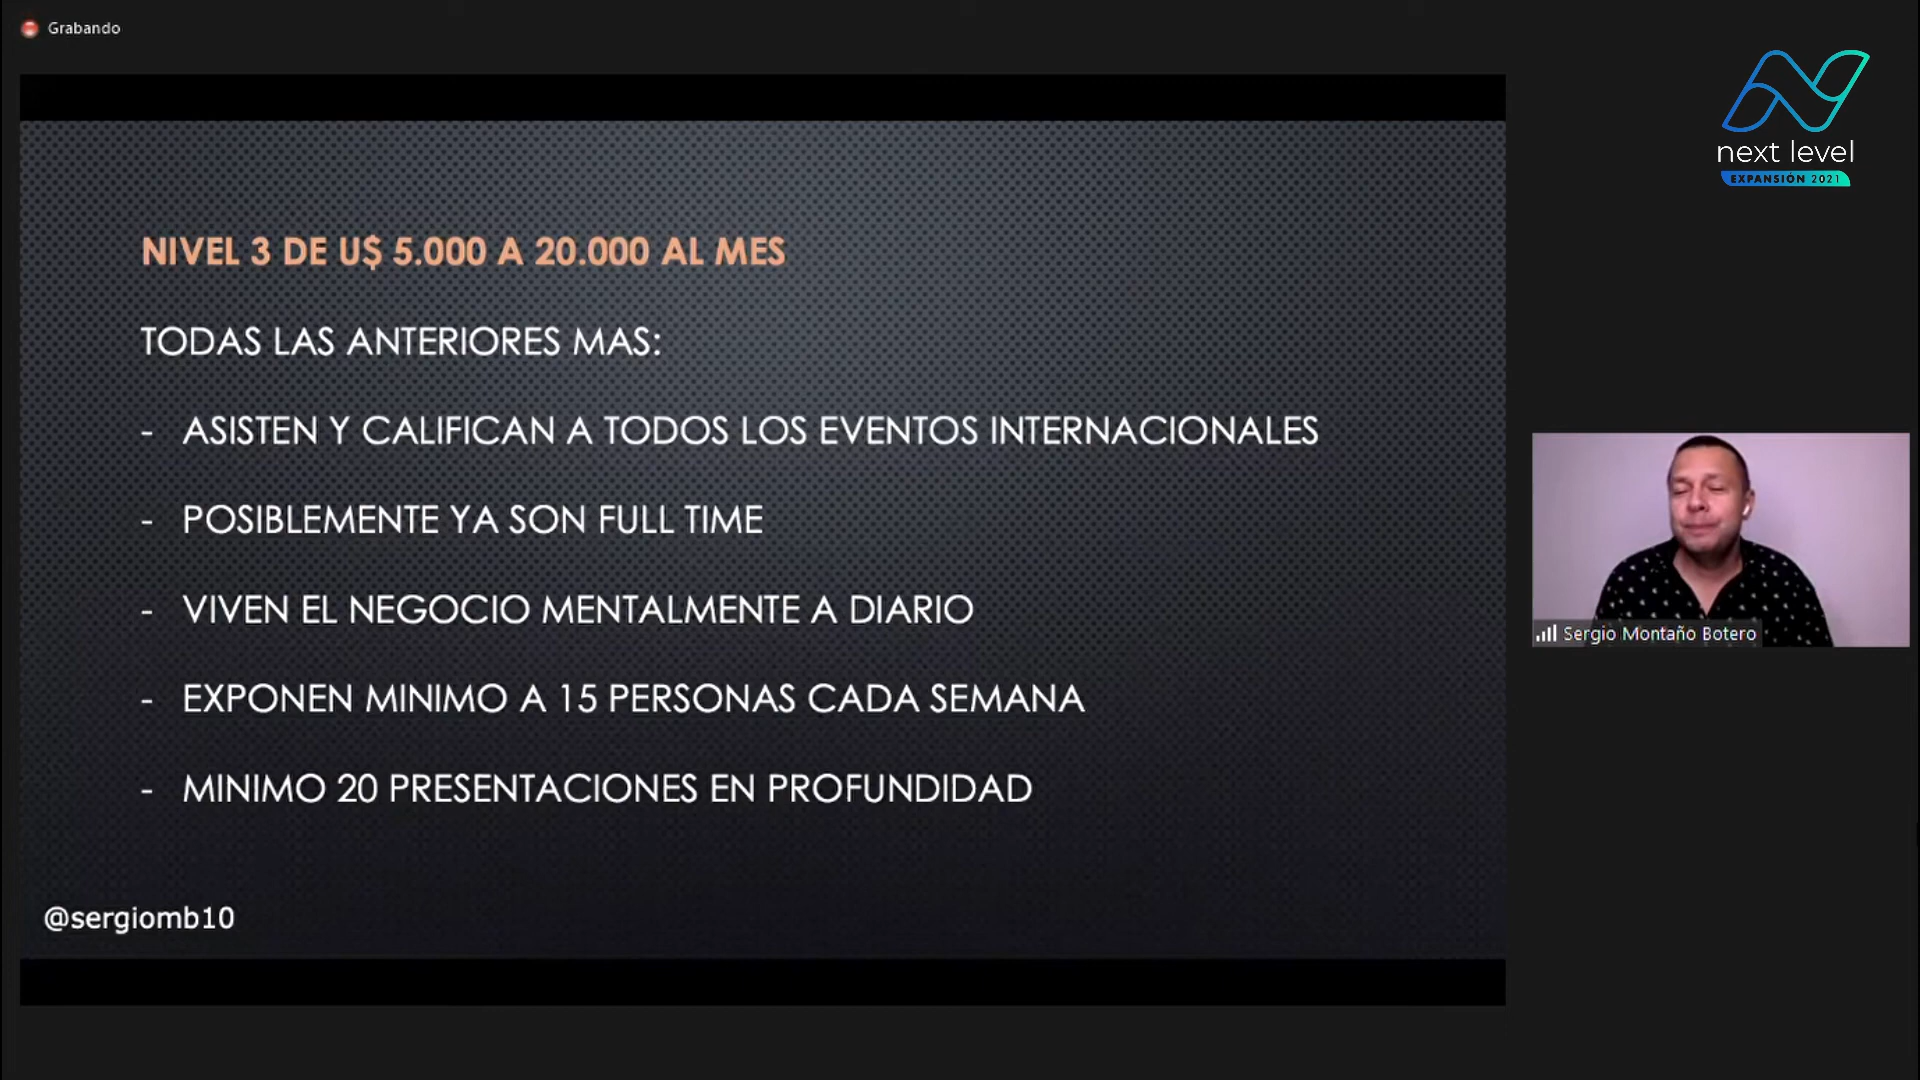 Grabando
next level
EXPANSIÓN 2021
NIVEL 3 DE U$ 5.000 A 20.000 AL MES
TODAS LAS ANTERIORES MAS:
- ASISTEN Y CALIFICAN A TODOS LOS EVENTOS INTERNACIONALES
- POSIBLEMENTE YA SON FULL TIME
- VIVEN EL NEGOCIO MENTALMENTE A DIARIO
- EXPONEN MINIMO A 15 PERSONAS CADA SEMANA
- MINIMO 20 PRESENTACIONES EN PROFUNDIDAD
Sergio Montaño Botero
@sergiomb10